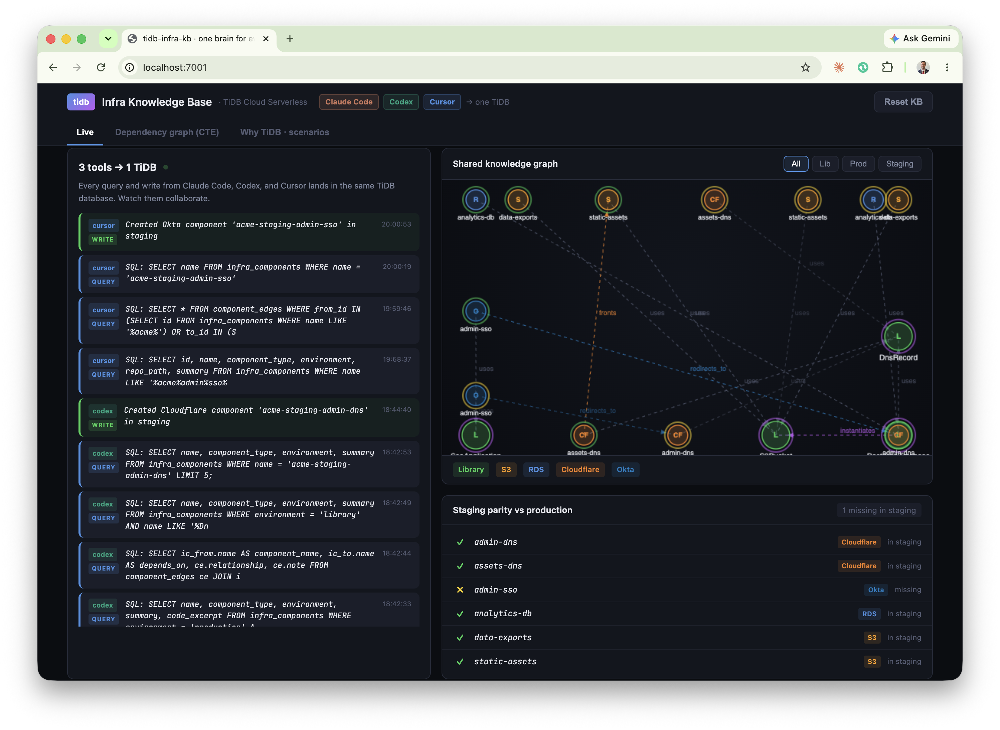 tidb-infra-kb · one brain for e
Ask Gemini
localhost:7001
tidb Infra Knowledge Base · TiDB Cloud Serverless Claude Code Codex Cursor → one TiDB Reset KB
Live Dependency graph (CTE) Why TiDB · scenarios
3 tools → 1 TiDB
Every query and write from Claude Code, Codex, and Cursor lands in the same TiDB
database. Watch them collaborate.
cursor WRITE
Created Okta component 'acme-staging-admin-sso' in
staging
20:00:53
cursor QUERY
SQL: SELECT name FROM infra_components WHERE name =
'acme-staging-admin-sso'
20:00:19
cursor QUERY
SQL: SELECT * FROM component_edges WHERE from_id IN
(SELECT id FROM infra_components WHERE name LIKE
'%acme%') OR to_id IN (S
19:59:46
cursor QUERY
SQL: SELECT id, name, component_type, environment,
repo_path, summary FROM infra_components WHERE name
LIKE '%acme%admin%sso%
19:58:37
codex WRITE
Created Cloudflare component 'acme-staging-admin-dns'
in staging
18:44:40
codex QUERY
SQL: SELECT name, component_type, environment, summary
FROM infra_components WHERE name = 'acme-staging-
admin-dns' LIMIT 5;
18:42:53
codex QUERY
SQL: SELECT name, component_type, environment, summary
FROM infra_components WHERE environment = 'library'
AND name LIKE '%Dn
18:42:49
codex QUERY
SQL: SELECT ic_from.name AS component_name, ic_to.name
AS depends_on, ce.relationship, ce.note FROM
component_edges ce JOIN i
18:42:44
codex QUERY
SQL: SELECT name, component_type, environment,
summary, code_excerpt FROM infra_components WHERE
environment = 'production' A
18:42:33
Shared knowledge graph
All Lib Prod Staging
R S S CF S R S
analytics-db data-exports static-assets assets-dns static-assets
uses
O
admin-sso
fronts uses uses uses uses uses
L
DnsRecord
uses redirects_to uses uses
O
admin-sso
redirects_to
L CF CF L instantiates CF
assets-dns admin-dns S3Bucket admin-dns
Library S3 RDS Cloudflare Okta
Staging parity vs production
1 missing in staging
admin-dns Cloudflare in staging
assets-dns Cloudflare in staging
admin-sso Okta missing
analytics-db RDS in staging
data-exports S3 in staging
static-assets S3 in staging